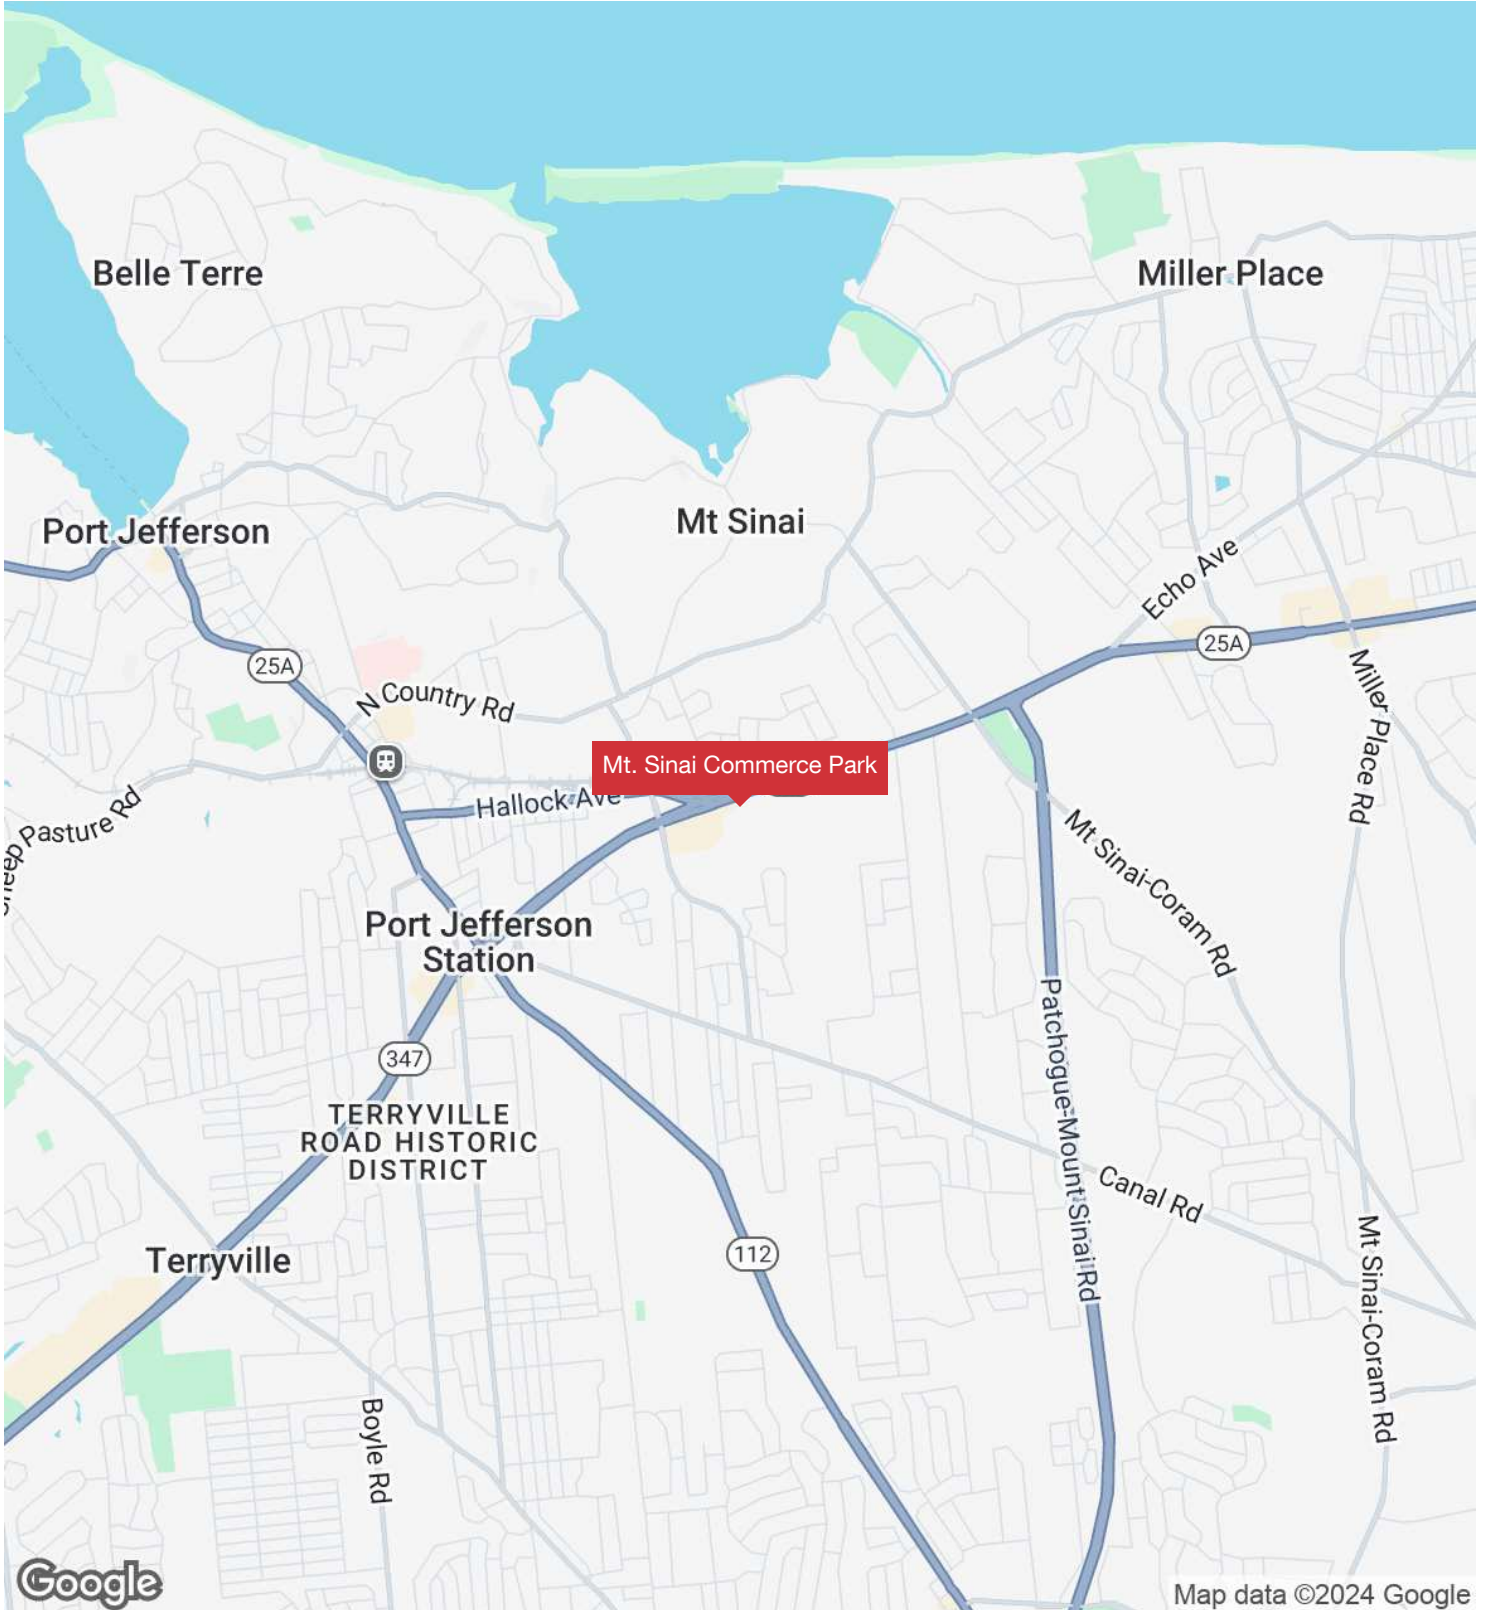 Belle Terre
Miller Place
Port Jefferson
Mt Sinai
Echo Ave
25A
25A
N Country Rd
Miller Place Rd
Mt. Sinai Commerce Park
Hallock Ave
Pasture Rd
Mt Sinai-Coram Rd
Port Jefferson
Station
Patchogue-Mount Sinai Rd
347
TERRYVILLE
ROAD HISTORIC
DISTRICT
Canal Rd
112
Terryville
Mt Sinai-Coram Rd
Boyle Rd
Google
Map data ©2024 Google